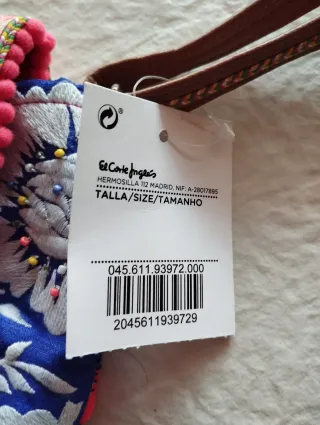 ®
El Corte Inglés
HERMOSILLA 112 MADRID, NIF: A-28017895
TALLA/SIZE/TAMANHO
045.611.93972.000
2045611939729